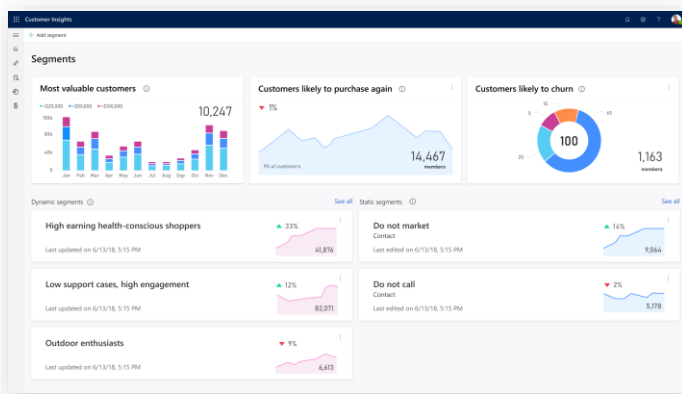 Customer Insights
?
+ Add segment
Segments
Most valuable customers
<$25,000 <$50,000 <$100,000
10,247
100k
80k
40k
0
Jan Feb Mar Apr May Jun Jul Aug Sep Oct Nov Dec
Customers likely to purchase again
▼ 1%
9% of customers
14,467
members
Customers likely to churn
10
5
45
25
100
1,163
members
Dynamic segments
See all
High earning health-conscious shoppers
Last updated on 6/13/18, 5:15 PM
▲ 33%
41,876
Low support cases, high engagement
Last updated on 6/13/18, 5:15 PM
▲ 12%
82,071
Outdoor enthusiasts
Last updated on 6/13/18, 5:15 PM
▼ 9%
6,613
Static segments
See all
Do not market
Contact
Last edited on 6/13/18, 5:15 PM
▲ 14%
9,064
Do not call
Contact
Last edited on 6/13/18, 5:15 PM
▼ 2%
5,178